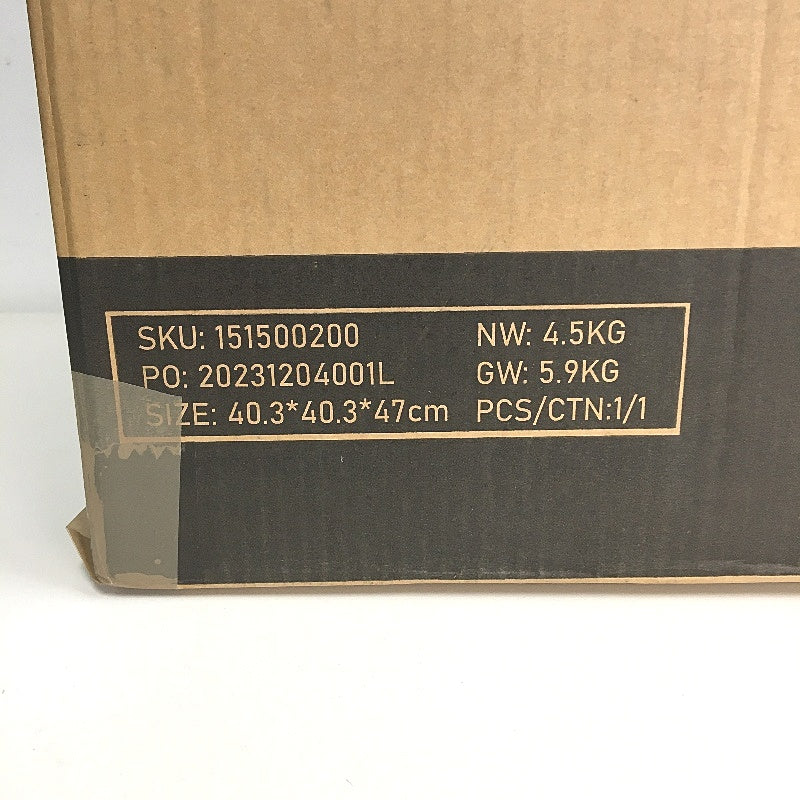 SKU: 151500200 NW: 4.5KG
PO: 20231204001L GW: 5.9KG
SIZE: 40.3*40.3*47cm PCS/CTN:1/1